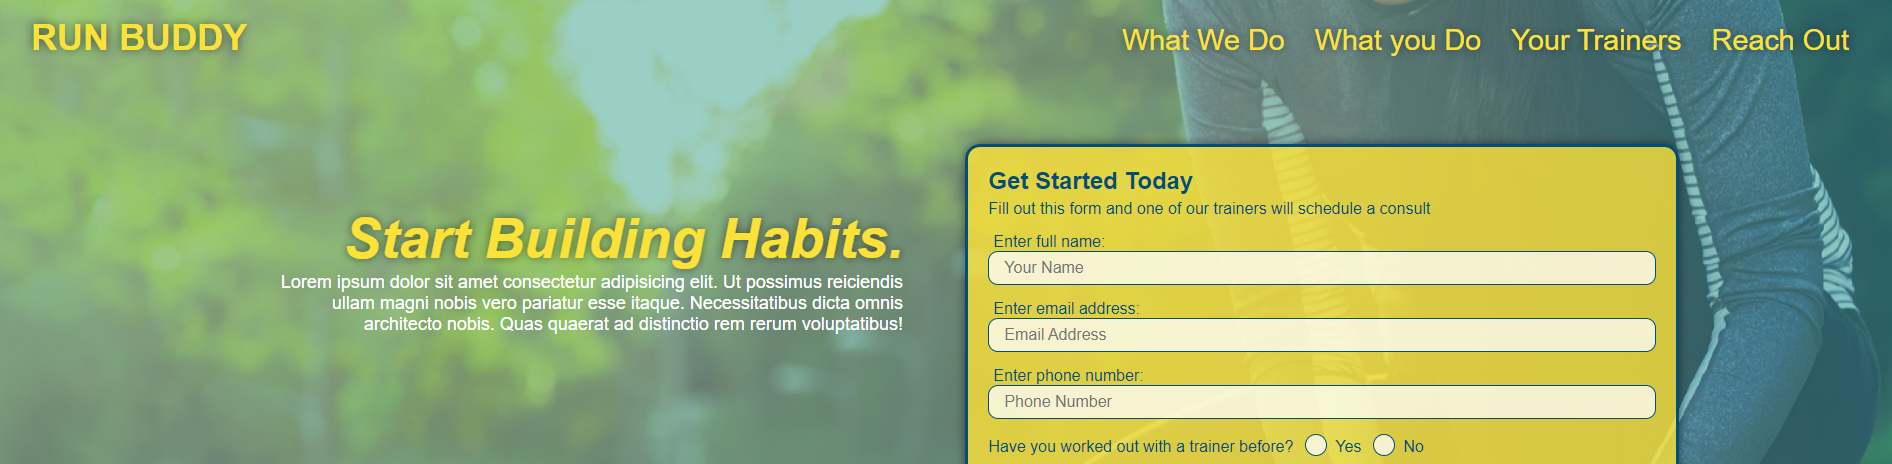 RUN BUDDY
What We Do
What you Do
Your Trainers
Reach Out
Start Building Habits.
Lorem ipsum dolor sit amet consectetur adipisicing elit. Ut possimus reiciendis
ullam magni nobis vero pariatur esse itaque. Necessitatibus dicta omnis
architecto nobis. Quas quaerat ad distinctio rem rerum voluptatibus!
Get Started Today
Fill out this form and one of our trainers will schedule a consult
Enter full name:
Your Name
Enter email address:
Email Address
Enter phone number:
Phone Number
Have you worked out with a trainer before? Yes No